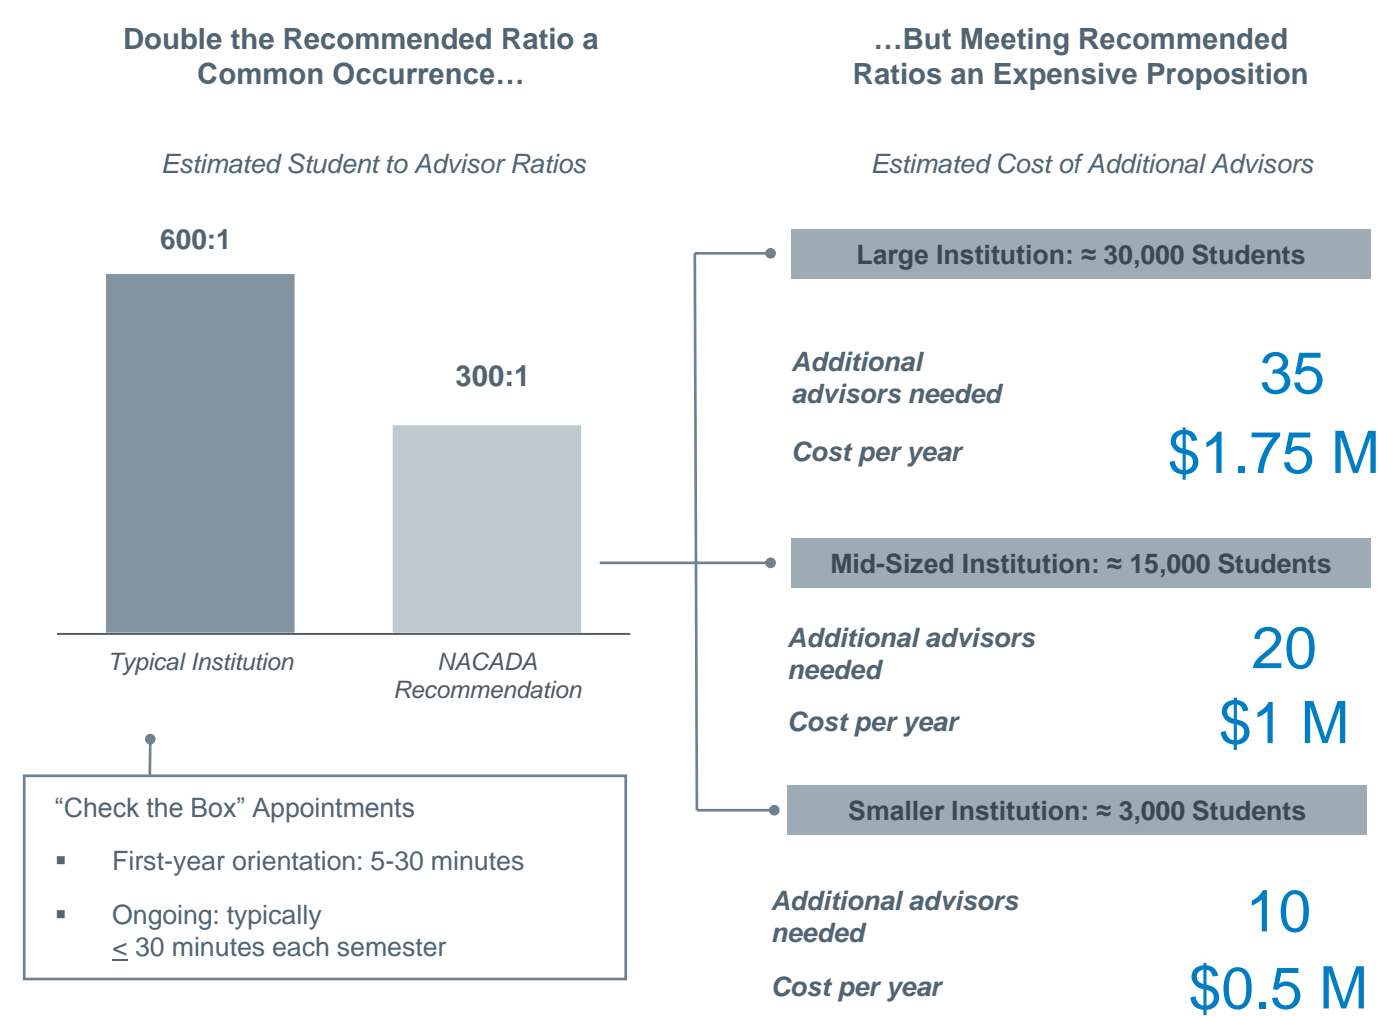 Double the Recommended Ratio a
Common Occurrence…
Estimated Student to Advisor Ratios
600:1
300:1
Typical Institution
NACADA
Recommendation
“Check the Box” Appointments
▪ First-year orientation: 5-30 minutes
▪ Ongoing: typically
< 30 minutes each semester
…But Meeting Recommended
Ratios an Expensive Proposition
Estimated Cost of Additional Advisors
Large Institution: ≈ 30,000 Students
Additional
advisors needed
35
Cost per year
$1.75 M
Mid-Sized Institution: ≈ 15,000 Students
Additional advisors
needed
20
Cost per year
$1 M
Smaller Institution: ≈ 3,000 Students
Additional advisors
needed
10
Cost per year
$0.5 M